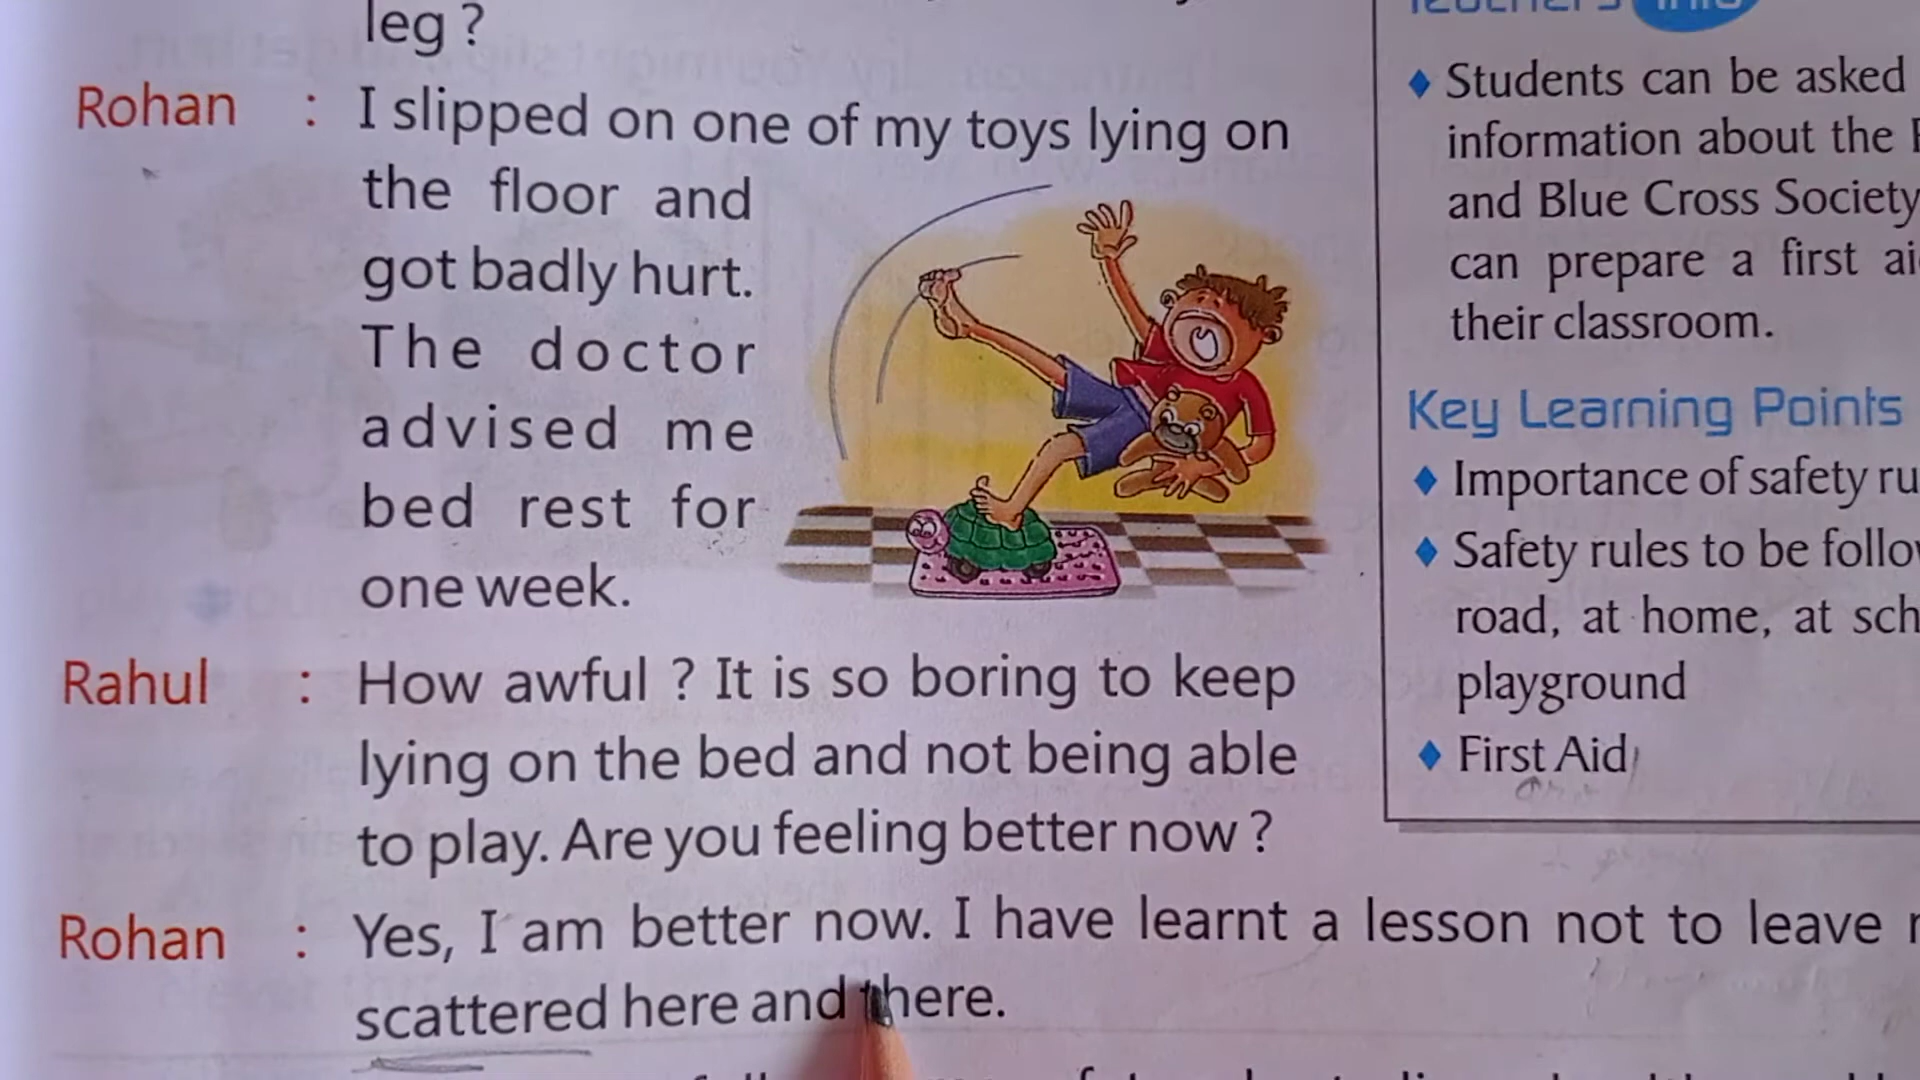 leg ?
Rohan : I slipped on one of my toys lying on
the floor and
got badly hurt.
The doctor
advised me
bed rest for
one week.
Rahul : How awful ? It is so boring to keep
lying on the bed and not being able
to play. Are you feeling better now ?
Rohan : Yes, I am better now. I have learnt a lesson not to leave
scattered here and there.
Students can be asked
information about the
and Blue Cross Society
can prepare a first
their classroom.
Key Learning Points
Importance of safety
Safety rules to be
road, at home, at
playground
First Aid